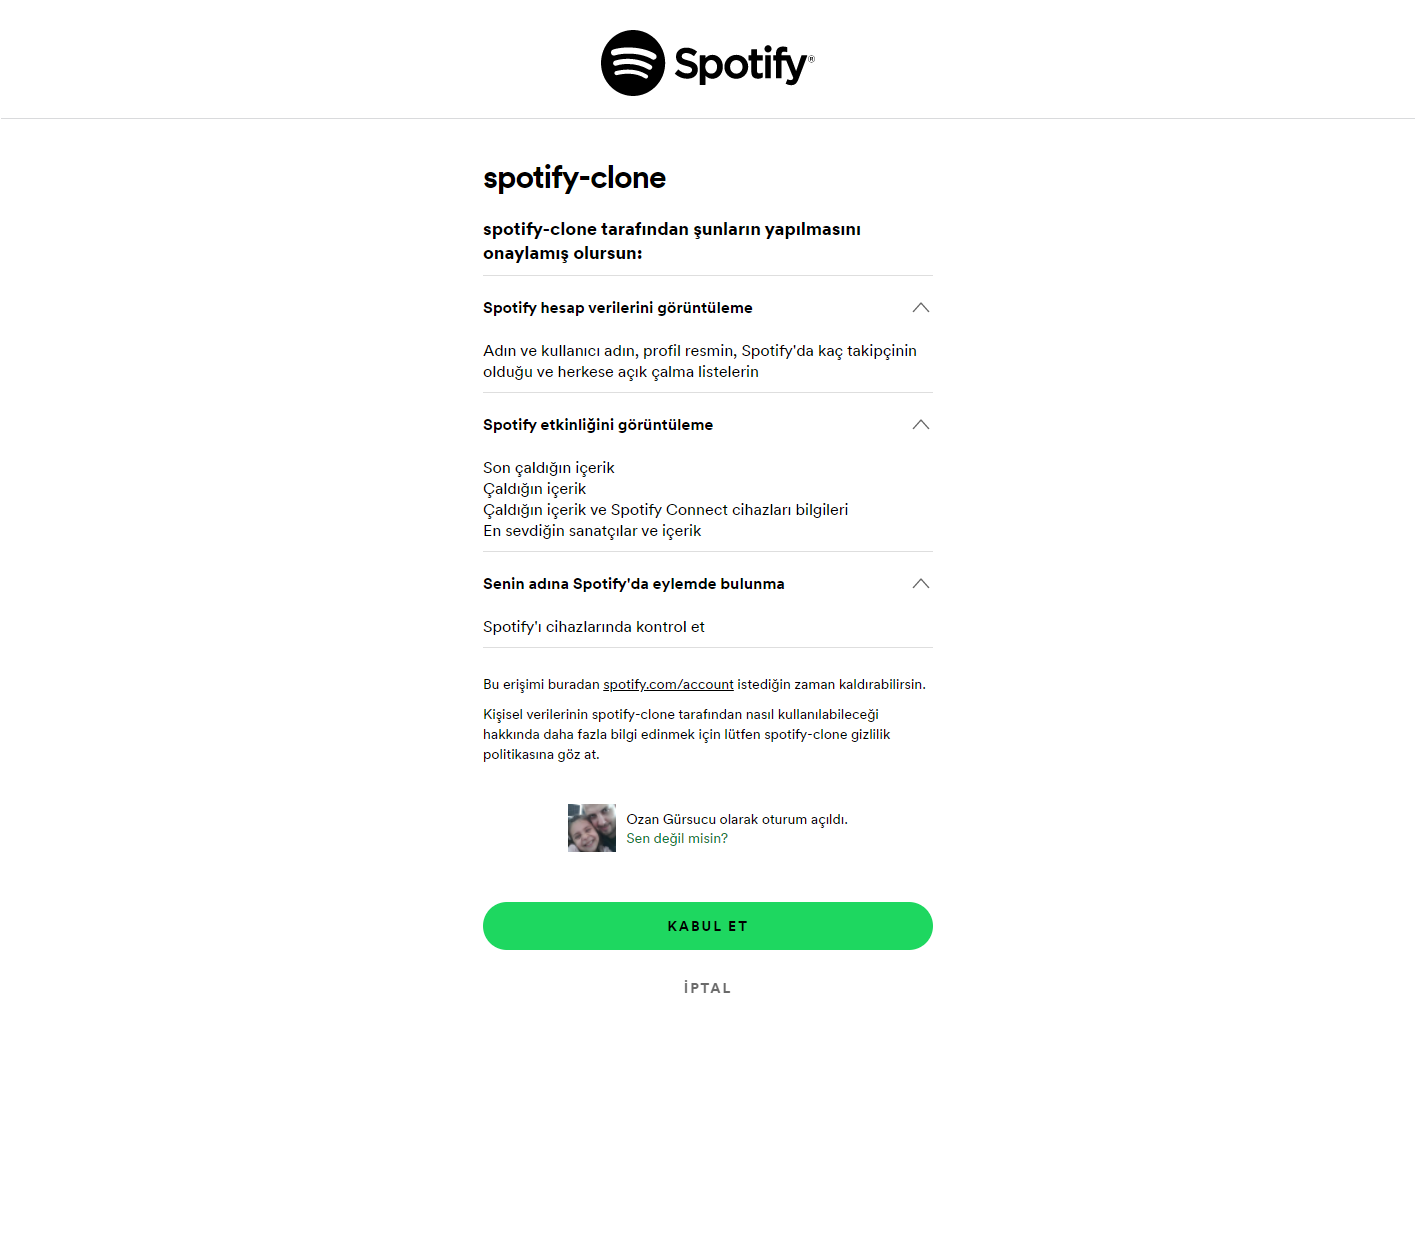 Spotify®
spotify-clone
spotify-clone tarafından şunların yapılmasını
onaylamış olursun:
Spotify hesap verilerini görüntüleme
Adın ve kullanıcı adın, profil resmin, Spotify'da kaç takipçinin
olduğu ve herkese açık çalma listelerin
Spotify etkinliğini görüntüleme
Son çaldığın içerik
Çaldığın içerik
Çaldığın içerik ve Spotify Connect cihazları bilgileri
En sevdiğin sanatçılar ve içerik
Senin adına Spotify'da eylemde bulunma
Spotify'ı cihazlarında kontrol et
Bu erişimi buradan spotify.com/account istediğin zaman kaldırabilirsin.
Kişisel verilerinin spotify-clone tarafından nasıl kullanılabileceği
hakkında daha fazla bilgi edinmek için lütfen spotify-clone gizlilik
politikasına göz at.
Ozan Gürsucu olarak oturum açıldı.
Sen değil misin?
KABUL ET
İPTAL